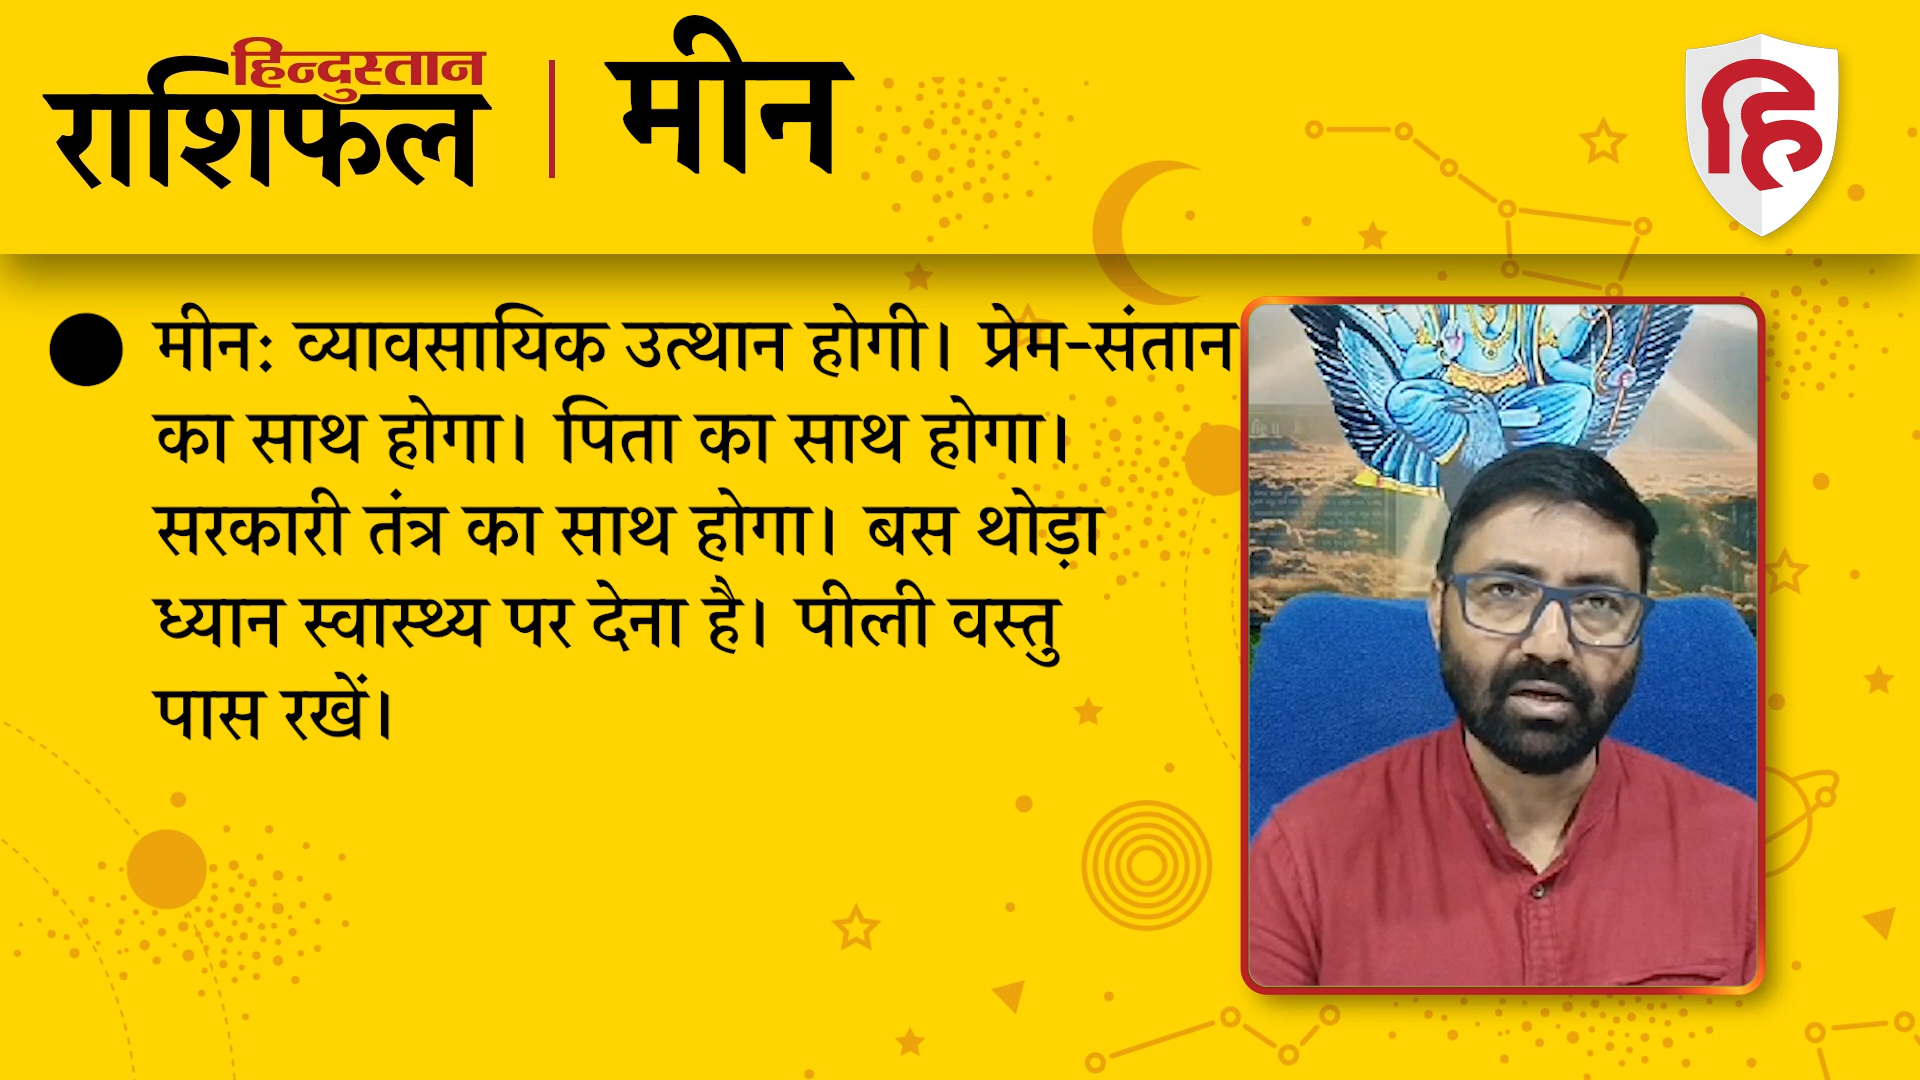 हिन्दुस्तान
राशिफल
मीन
हि
मीन: व्यावसायिक उत्थान होगी। प्रेम-संतान
का साथ होगा। पिता का साथ होगा।
सरकारी तंत्र का साथ होगा। बस थोड़ा
ध्यान स्वास्थ्य पर देना है। पीली वस्तु
पास रखें।